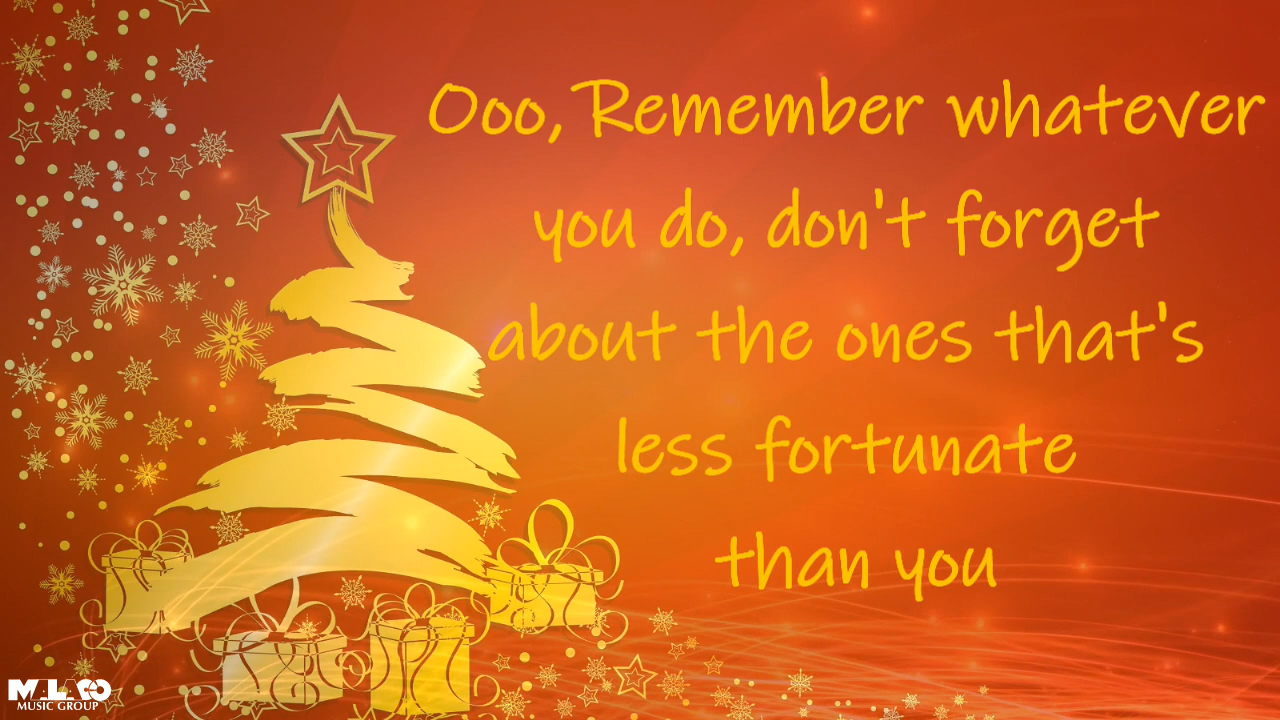 Ooo, Remember whatever
you do, don't forget
about the ones that's
less fortunate
than you
MALACO
MUSIC GROUP